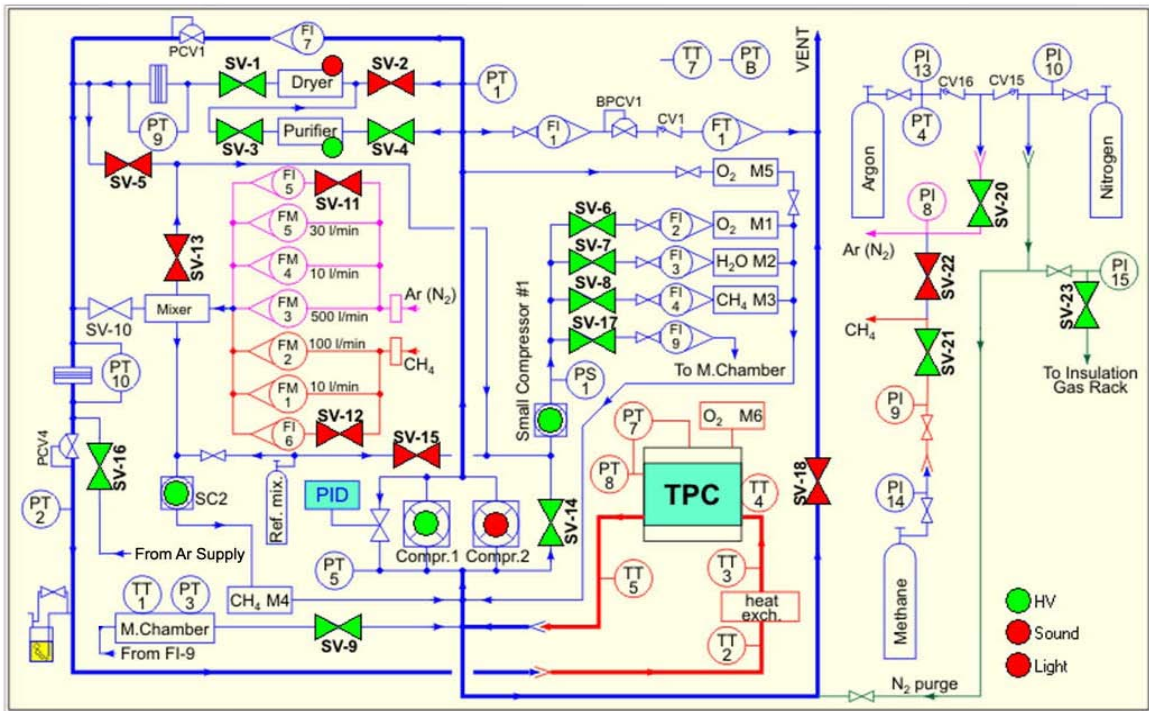 PCV1
FI
7
VENT
TT
7
PT
B
SV-1
Dryer
SV-2
PT
1
PT
9
SV-3
Purifier
SV-4
FI
1
BPCV1
CV1
FT
1
PI
13
CV16
CV15
PI
10
PT
4
Argon
Nitrogen
SV-5
FI
5
SV-11
O2 M5
FM
5
30 l/min
SV-6
FI
2
O2 M1
PI
8
SV-20
SV-13
FM
4
10 l/min
SV-7
FI
3
H2O M2
Ar (N2)
SV-22
PI
15
SV-8
FI
4
CH4 M3
SV-10
Mixer
FM
3
500 l/min
Ar (N2)
SV-23
SV-17
FI
9
CH4
SV-21
FM
2
100 l/min
CH4
Small Compressor #1
To M.Chamber
To Insulation
Gas Rack
PT
10
FM
1
10 l/min
PS
1
PI
9
FI
6
SV-12
PT
7
O2 M6
PCV4
SV-16
SV-15
PT
8
TPC
TT
4
SV-18
PI
14
PT
2
SC2
Ref. mix.
PID
Compr.1
Compr.2
SV-14
From Ar Supply
PT
5
TT
5
TT
3
Methane
TT
1
PT
3
CH4 M4
heat
exch.
HV
M.Chamber
SV-9
Sound
From FI-9
TT
2
Light
N2 purge